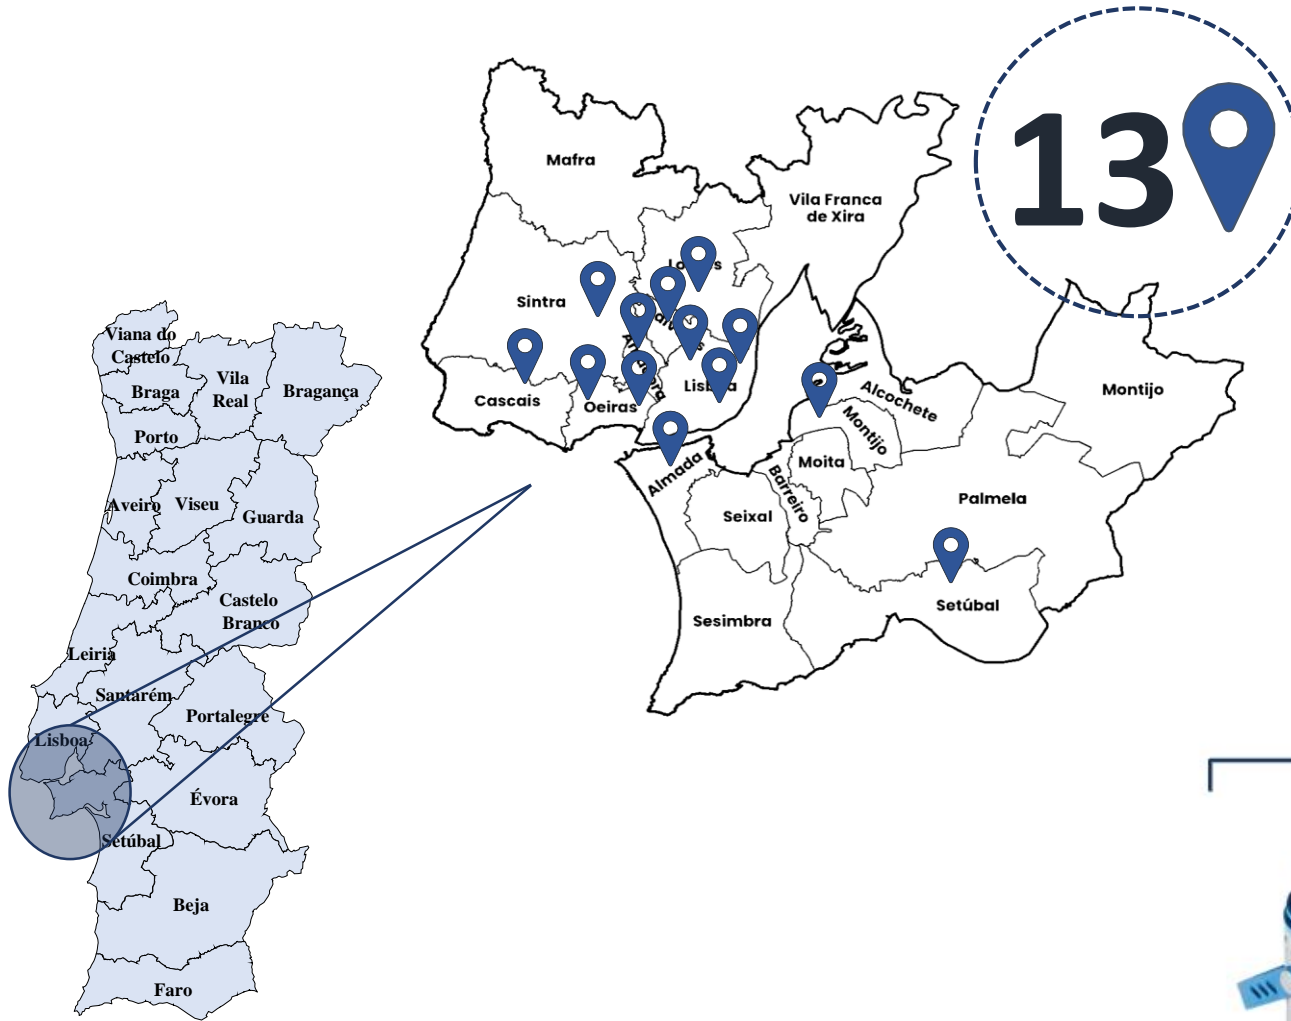 13
Mafra
Vila Franca
de Xira
Sintra
Cascais
Oeiras
Almada
Alcochete
Montijo
Montijo
Moita
Barreiro
Seixal
Palmela
Sesimbra
Setúbal
Viana do
Castelo
Braga
Vila
Real
Bragança
Porto
Aveiro
Viseu
Guarda
Coimbra
Castelo
Branco
Leiria
Santarém
Portalegre
Lisboa
Évora
Setúbal
Beja
Faro